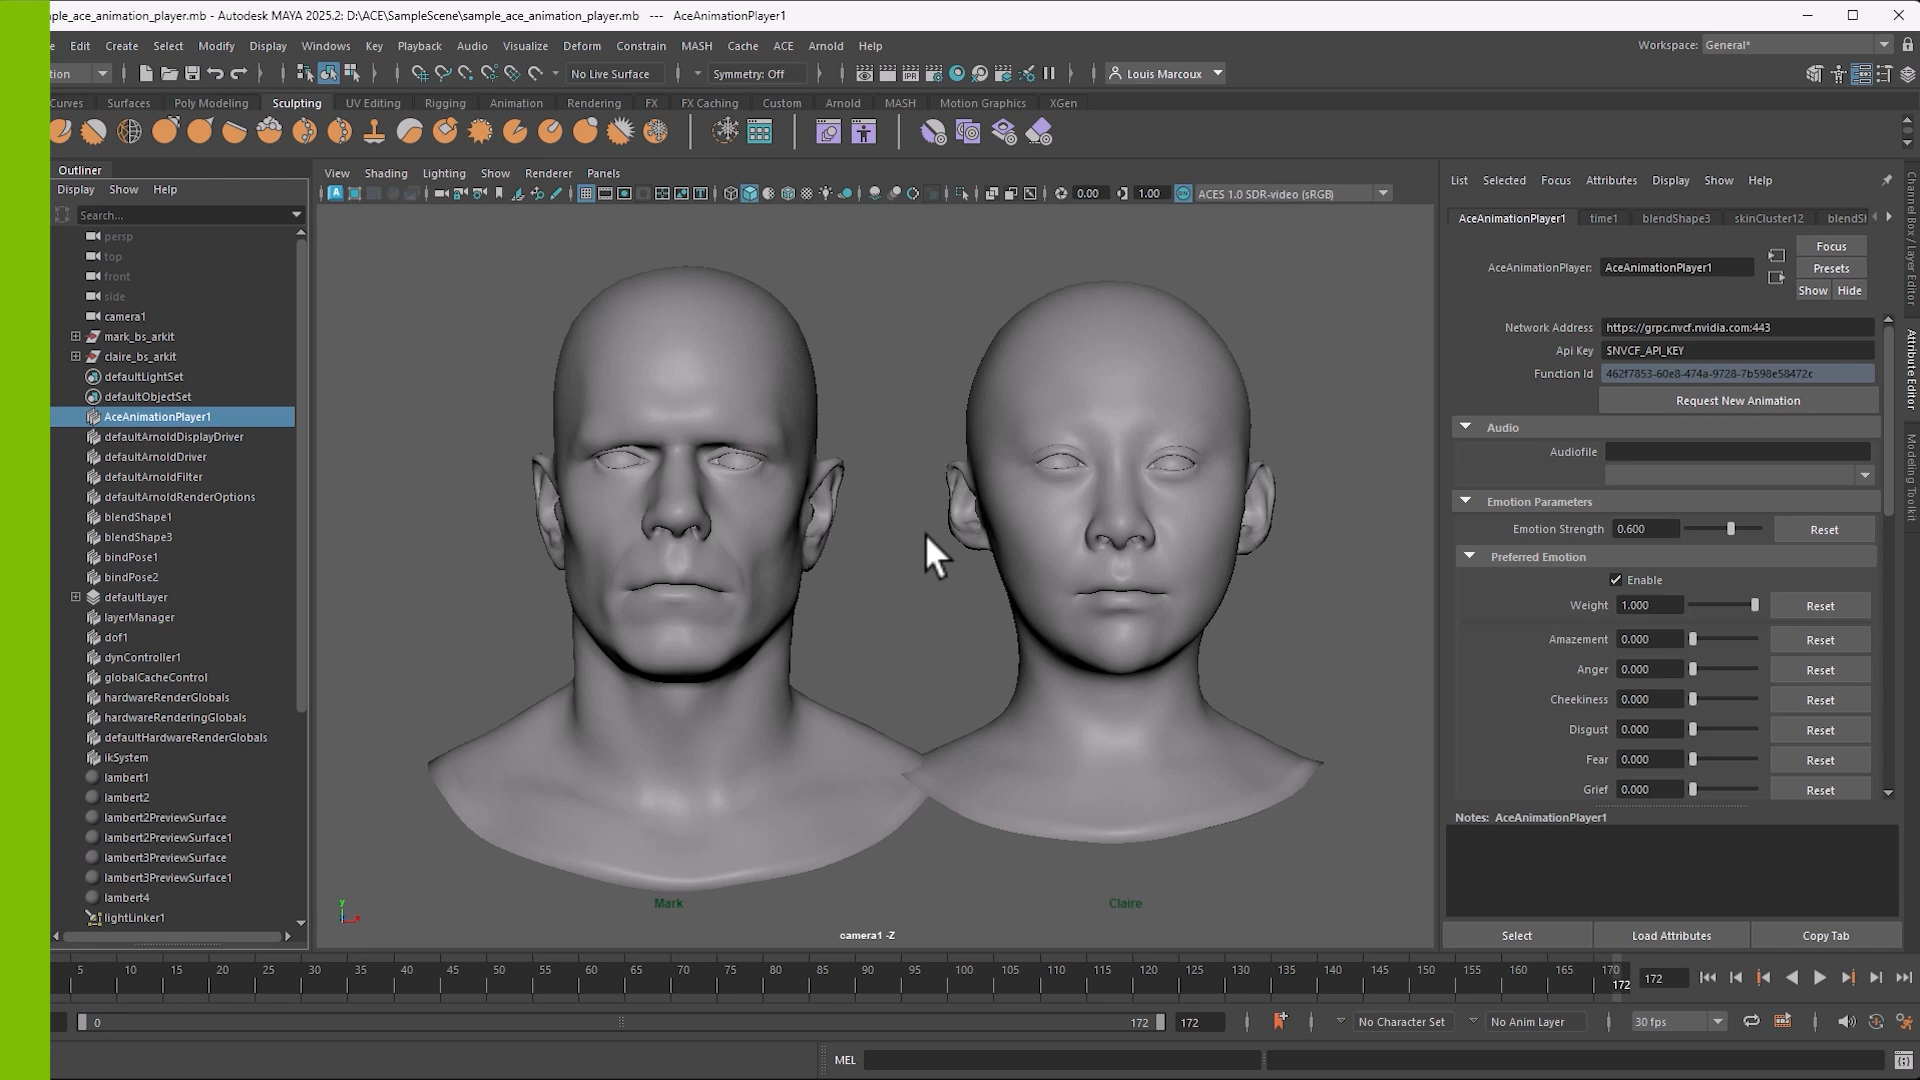 ple_ace_animation_player.mb - Autodesk MAYA 2025.2: D:\ACE\SampleScene\sample_ace_animation_player.mb --- AceAnimationPlayer1
Edit Create Select Modify Display Windows Key Playback Audio Visualize Deform Constrain MASH Cache ACE Arnold Help
Workspace: General*
tion
No Live Surface
Symmetry: Off
IPR
Louis Marcoux
Curves Surfaces Poly Modeling Sculpting UV Editing Rigging Animation Rendering FX FX Caching Custom Arnold MASH Motion Graphics XGen
Outliner
Display Show Help
Search...
persp
top
front
side
camera1
mark_bs_arkit
claire_bs_arkit
defaultLightSet
defaultObjectSet
AceAnimationPlayer1
defaultArnoldDisplayDriver
defaultArnoldDriver
defaultArnoldFilter
defaultArnoldRenderOptions
blendShape1
blendShape3
bindPose1
bindPose2
defaultLayer
layerManager
dof1
dynController1
globalCacheControl
hardwareRenderGlobals
hardwareRenderingGlobals
defaultHardwareRenderGlobals
ikSystem
lambert1
lambert2
lambert2PreviewSurface
lambert2PreviewSurface1
lambert3PreviewSurface
lambert3PreviewSurface1
lambert4
lightLinker1
View Shading Lighting Show Renderer Panels
0.00
1.00
ACES 1.0 SDR-video (sRGB)
Mark
Claire
camera1 -Z
y
x
List Selected Focus Attributes Display Show Help
AceAnimationPlayer1 time1 blendShape3 skinCluster12 blendSl
AceAnimationPlayer: AceAnimationPlayer1
Focus
Presets
Show Hide
Network Address https://grpc.nvcf.nvidia.com:443
Api Key $NVCF_API_KEY
Function Id 462f7853-60e8-474a-9728-7b598e58472c
Request New Animation
Audio
Audiofile
Emotion Parameters
Emotion Strength 0.600 Reset
Preferred Emotion
Enable
Weight 1.000 Reset
Amazement 0.000 Reset
Anger 0.000 Reset
Cheekiness 0.000 Reset
Disgust 0.000 Reset
Fear 0.000 Reset
Grief 0.000 Reset
Notes: AceAnimationPlayer1
Select Load Attributes Copy Tab
Channel Box / Layer Editor
Attribute Editor
Modeling Toolkit
5 10 15 20 25 30 35 40 45 50 55 60 65 70 75 80 85 90 95 100 105 110 115 120 125 130 135 140 145 150 155 160 165 170
172
172
0
172
172
No Character Set
No Anim Layer
30 fps
MEL